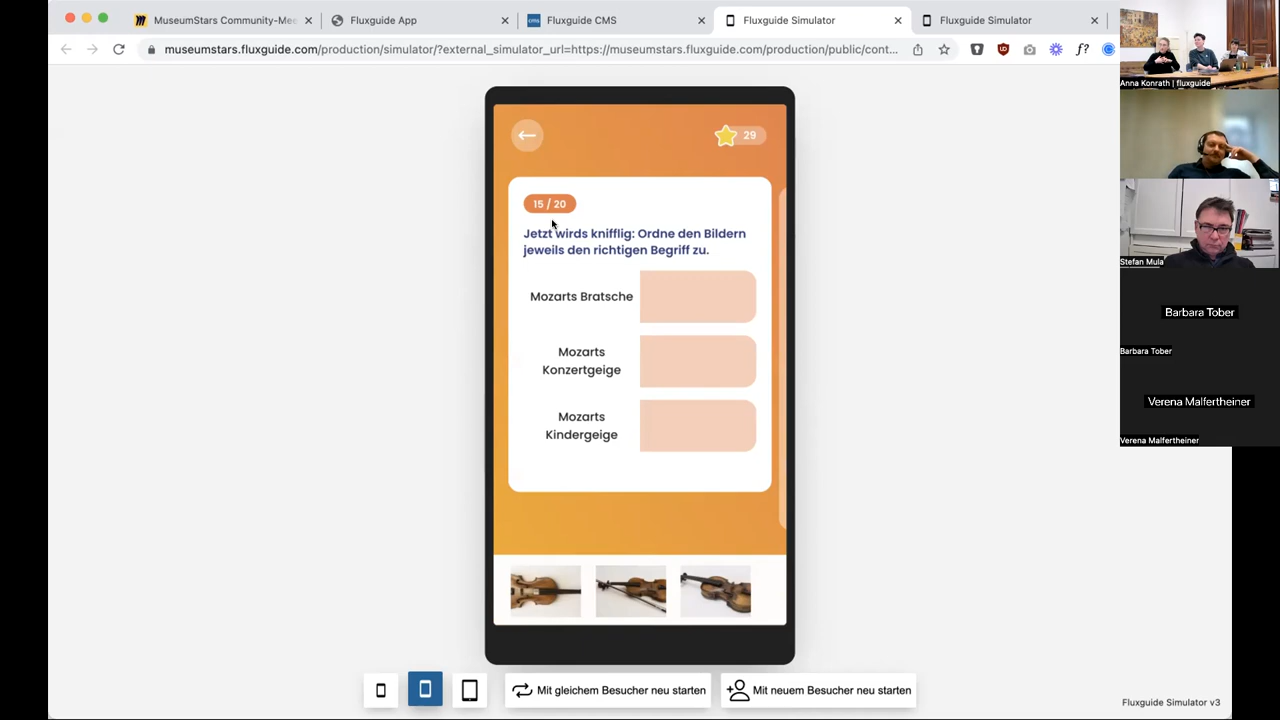 MuseumStars Community-Mee
Fluxguide App
Fluxguide CMS
Fluxguide Simulator
Fluxguide Simulator
museumstars.fluxguide.com/production/simulator/?external_simulator_url=https://museumstars.fluxguide.com/production/public/cont...
Anna Konrath | fluxguide
Stefan Mula
Barbara Tober
Barbara Tober
Verena Malfertheiner
Verena Malfertheiner
29
15 / 20
Jetzt wirds knifflig: Ordne den Bildern
jeweils den richtigen Begriff zu.
Mozarts Bratsche
Mozarts
Konzertgeige
Mozarts
Kindergeige
Mit gleichem Besucher neu starten
Mit neuem Besucher neu starten
Fluxguide Simulator v3